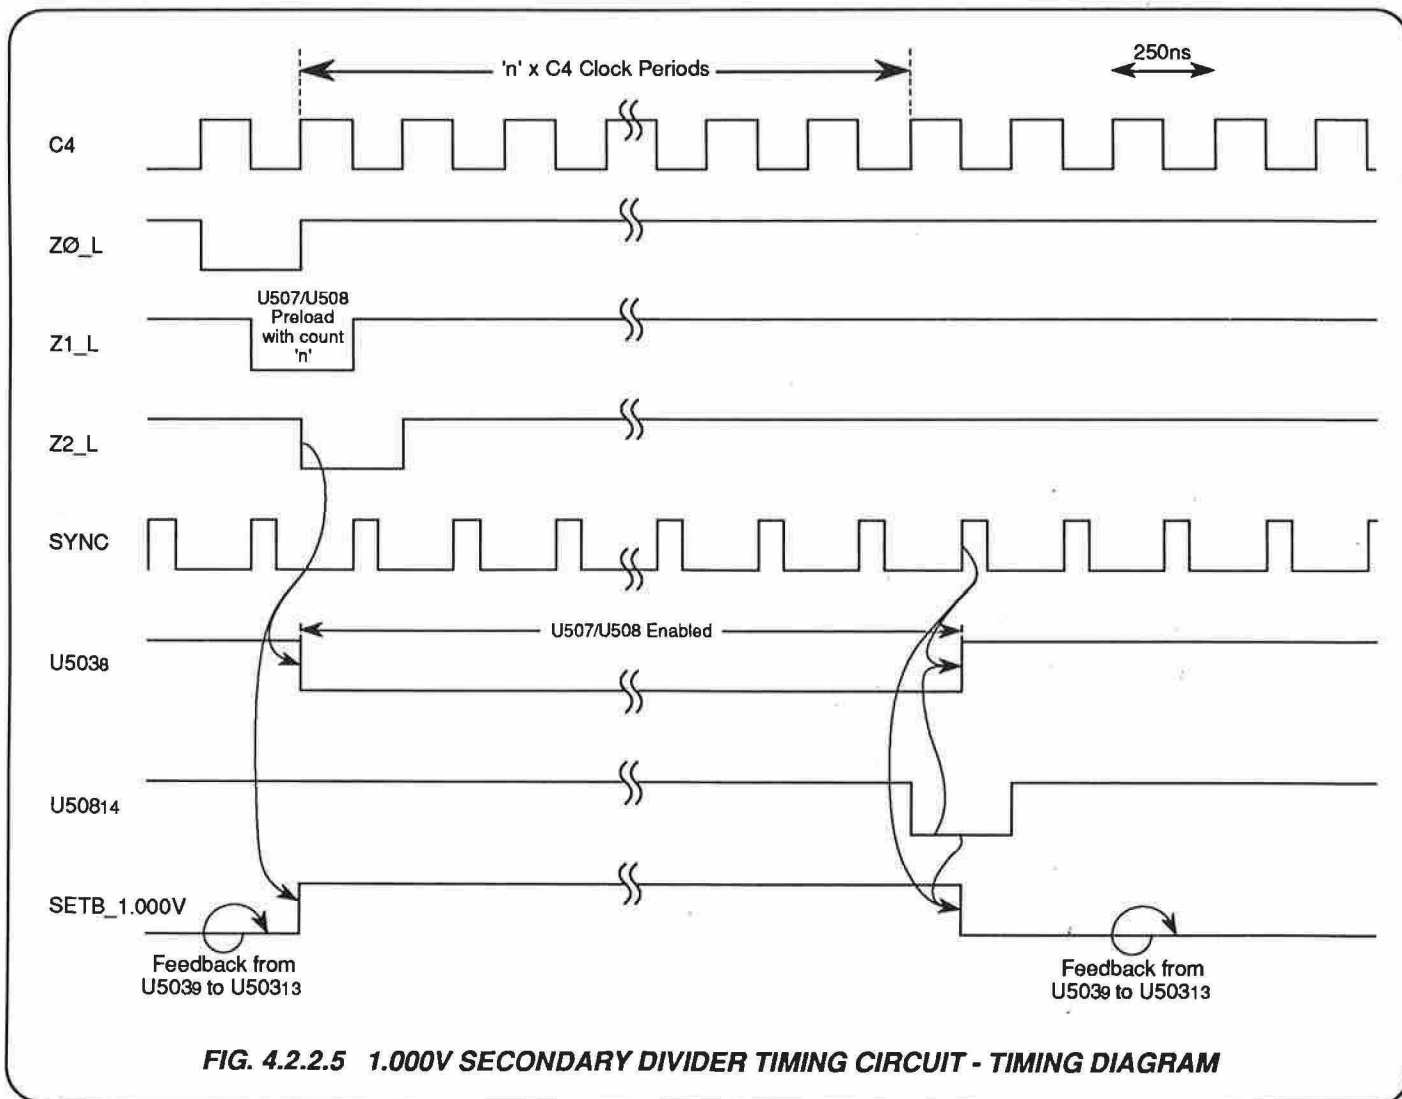 'n' x C4 Clock Periods
250ns
C4
ZØ_L
U507/U508
Preload
with count
'n'
Z1_L
Z2_L
SYNC
U507/U508 Enabled
U5038
U50814
SETB_1.000V
Feedback from
U5039 to U50313
Feedback from
U5039 to U50313
FIG. 4.2.2.5 1.000V SECONDARY DIVIDER TIMING CIRCUIT - TIMING DIAGRAM